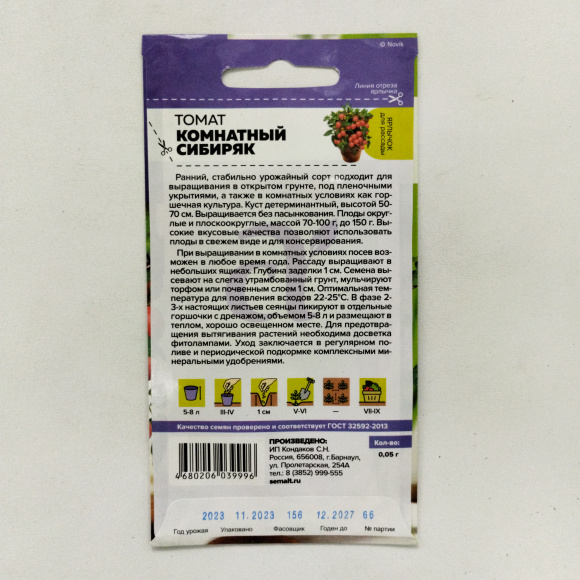 © Novik
Линия отреза
ярлычка
ТОМАТ
КОМНАТНЫЙ
СИБИРЯК
ЯРЛЫЧОК
для рассады
Ранний, стабильно урожайный сорт подходит для
выращивания в открытом грунте, под пленочными
укрытиями, а также в комнатных условиях как гор-
шечная культура. Куст детерминантный, высотой 50-
70 см. Выращивается без пасынкования. Плоды округ-
лые и плоскоокруглые, массой 70-100 г, до 150 г. Вы-
сокие вкусовые качества позволяют использовать
плоды в свежем виде и для консервирования.
При выращивании в комнатных условиях посев воз-
можен в любое время года. Рассаду выращивают в
небольших ящиках. Глубина заделки 1 см. Семена вы-
севают на слегка утрамбованный грунт, мульчируют
торфом или почвенным слоем 1 см. Оптимальная тем-
пература для появления всходов 22-25°С. В фазе 2-
3-х настоящих листьев сеянцы пикируют в отдельные
горшочки с дренажом, объемом 5-8 л и размещают в
теплом, хорошо освещенном месте. Для предотвра-
щения вытягивания растений необходима досветка
фитолампами. Уход заключается в регулярном по-
ливе и периодической подкормке комплексными ми-
неральными удобрениями.
5-8 л III-IV 1 см V-VI — VII-IX
Качество семян проверено и соответствует ГОСТ 32592-2013
ПРОИЗВЕДЕНО:
ИП Кондаков С.Н.
Россия, 656008, г.Барнаул,
ул. Пролетарская, 254А
тел.: 8 (3852) 999-555
semalt.ru
Кол-во:
0,05 г
4 680206 039996
2023 11.2023 156 12.2027 66
Год урожая Упаковано Фасовщик Годен до № партии